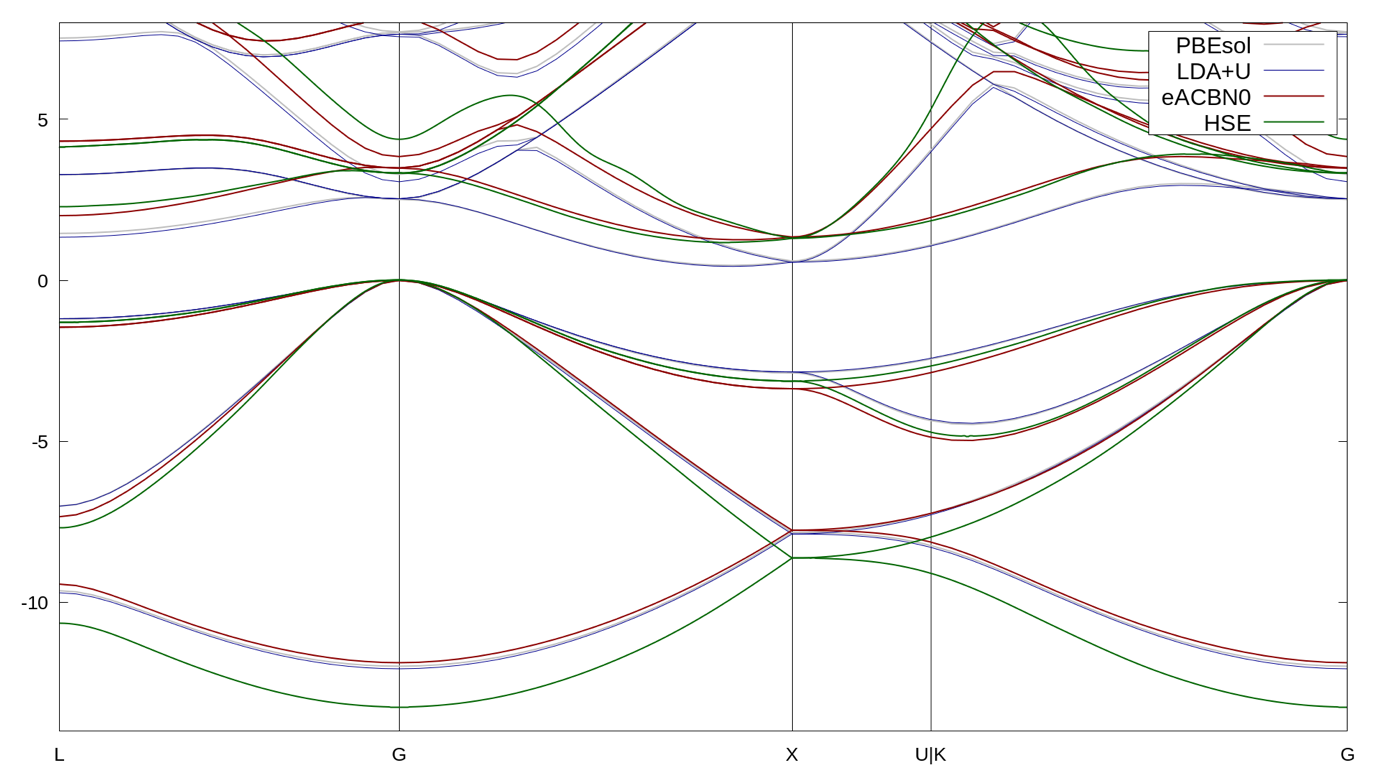 PBEsol
LDA+U
eACBN0
HSE
5
0
-5
-10
L G X U|K G